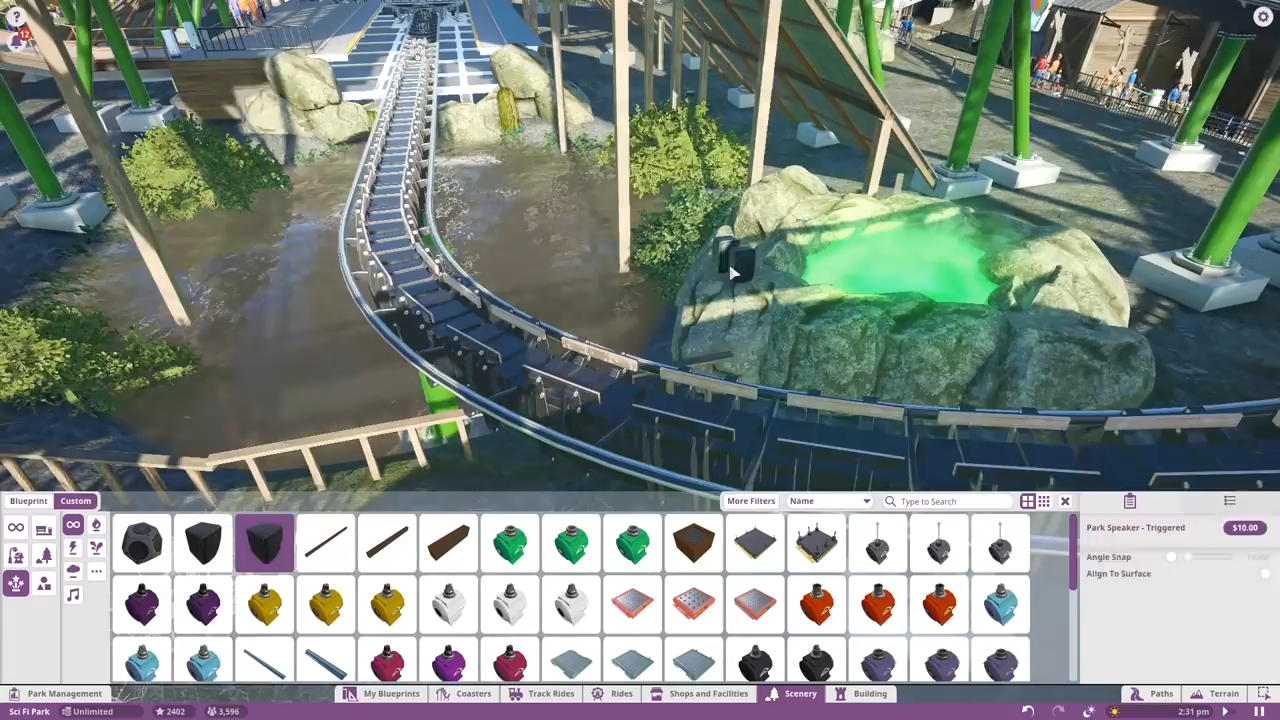 ?
12
Blueprint
Custom
More Filters
Name
Type to Search
Park Speaker - Triggered
$10.00
Angle Snap
Align To Surface
Park Management
My Blueprints
Coasters
Track Rides
Rides
Shops and Facilities
Scenery
Building
Paths
Terrain
Sci Fi Park
Unlimited
2402
3,596
2:31 pm